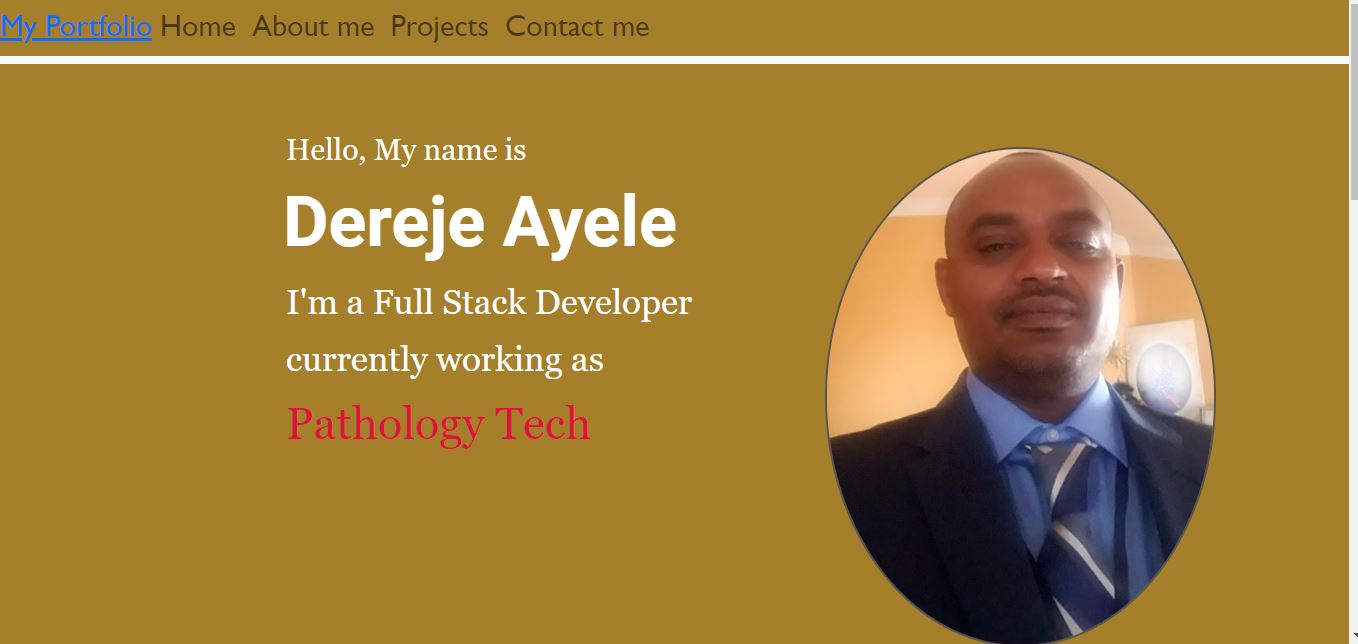 My Portfolio Home About me Projects Contact me
Hello, My name is
Dereje Ayele
I'm a Full Stack Developer
currently working as
Pathology Tech